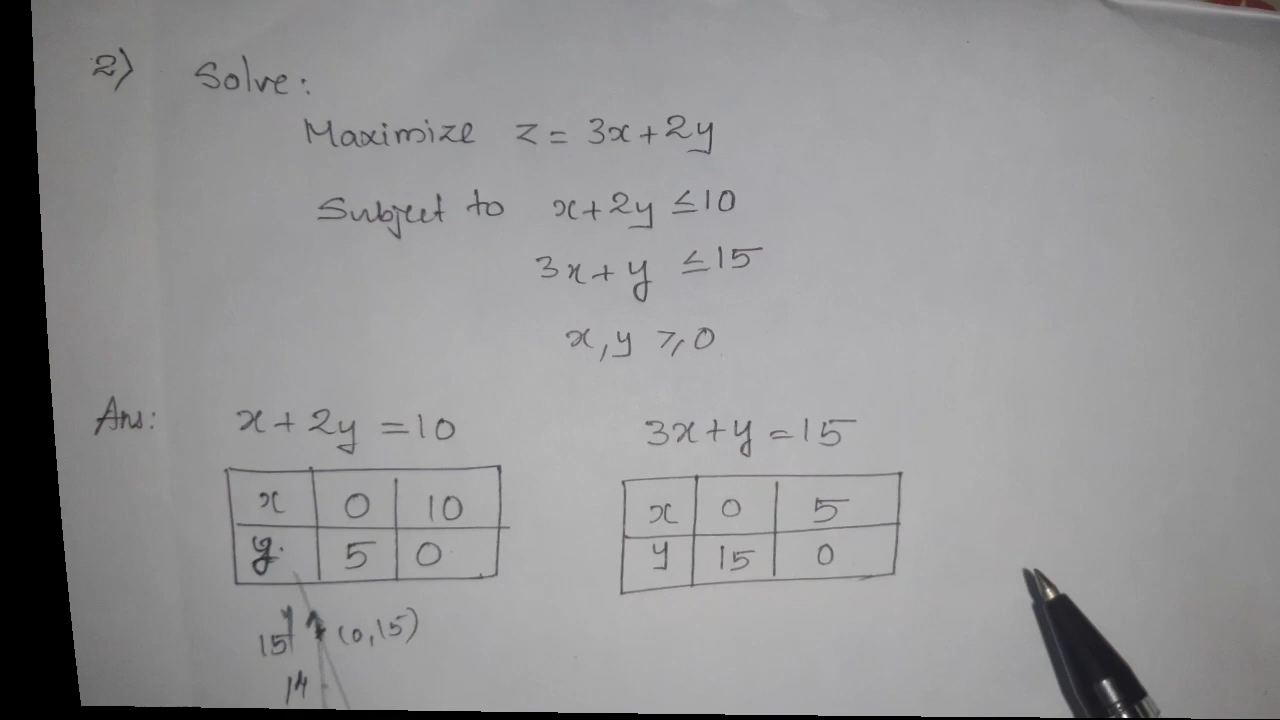 2) Solve:
Maximize z = 3x+2y
Subject to x+2y ≤10
3x+y ≤15
x,y ≥0
Ans: x+2y =10 3x+y=15
x 0 10 x 0 5
y 5 0 y 15 0
y
15 (0,15)
14